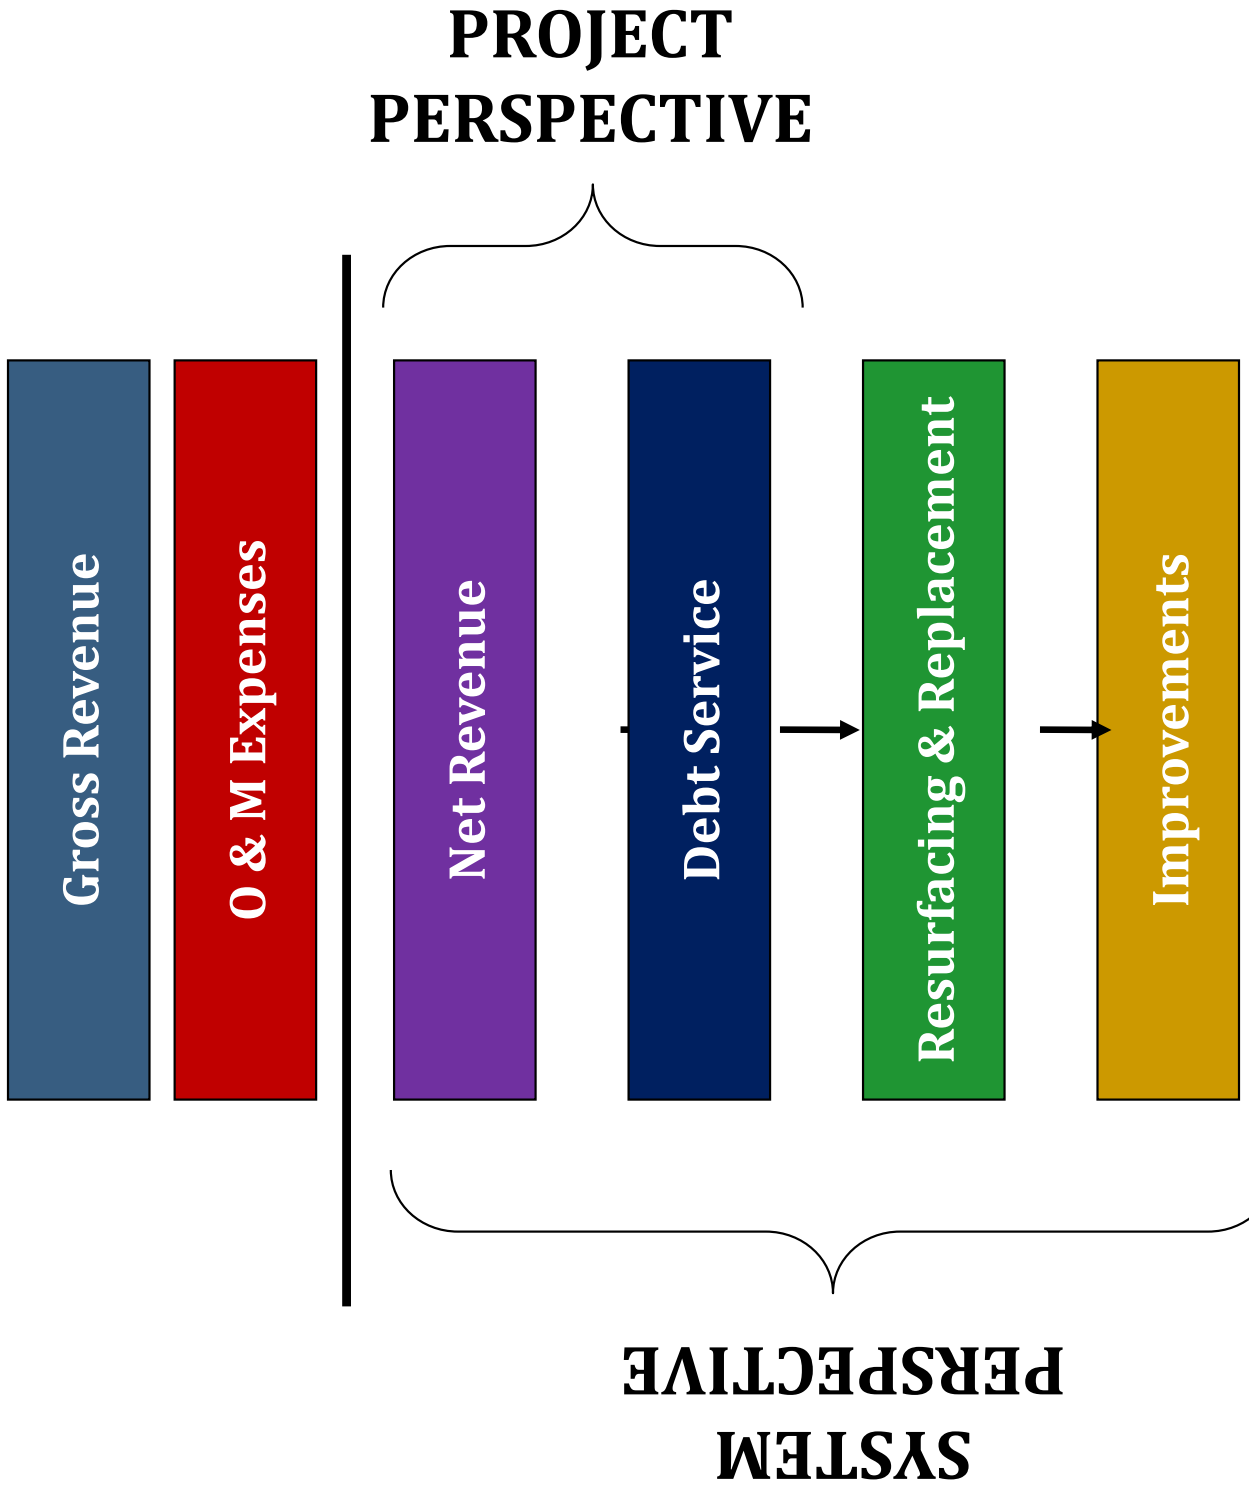 PROJECT
PERSPECTIVE
Gross Revenue
O & M Expenses
Net Revenue
Debt Service
Resurfacing & Replacement
Improvements
SYSTEM
PERSPECTIVE